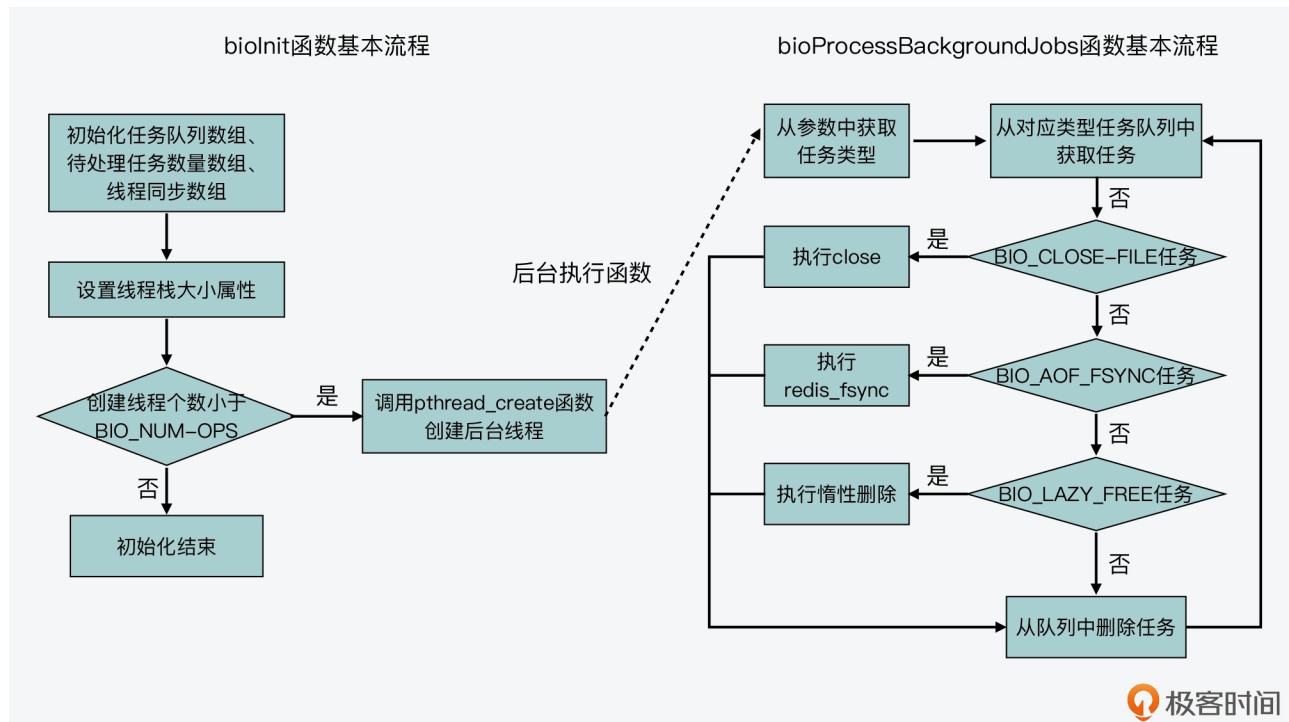 bioInit函数基本流程
初始化任务队列数组、
待处理任务数量数组、
线程同步数组
设置线程栈大小属性
创建线程个数小于
BIO_NUM-OPS
是
调用pthread_create函数
创建后台线程
否
初始化结束
后台执行函数
bioProcessBackgroundJobs函数基本流程
从参数中获取
任务类型
从对应类型任务队列中
获取任务
否
BIO_CLOSE-FILE任务
是
执行close
否
BIO_AOF_FSYNC任务
是
执行
redis_fsync
否
BIO_LAZY_FREE任务
是
执行惰性删除
否
从队列中删除任务
极客时间